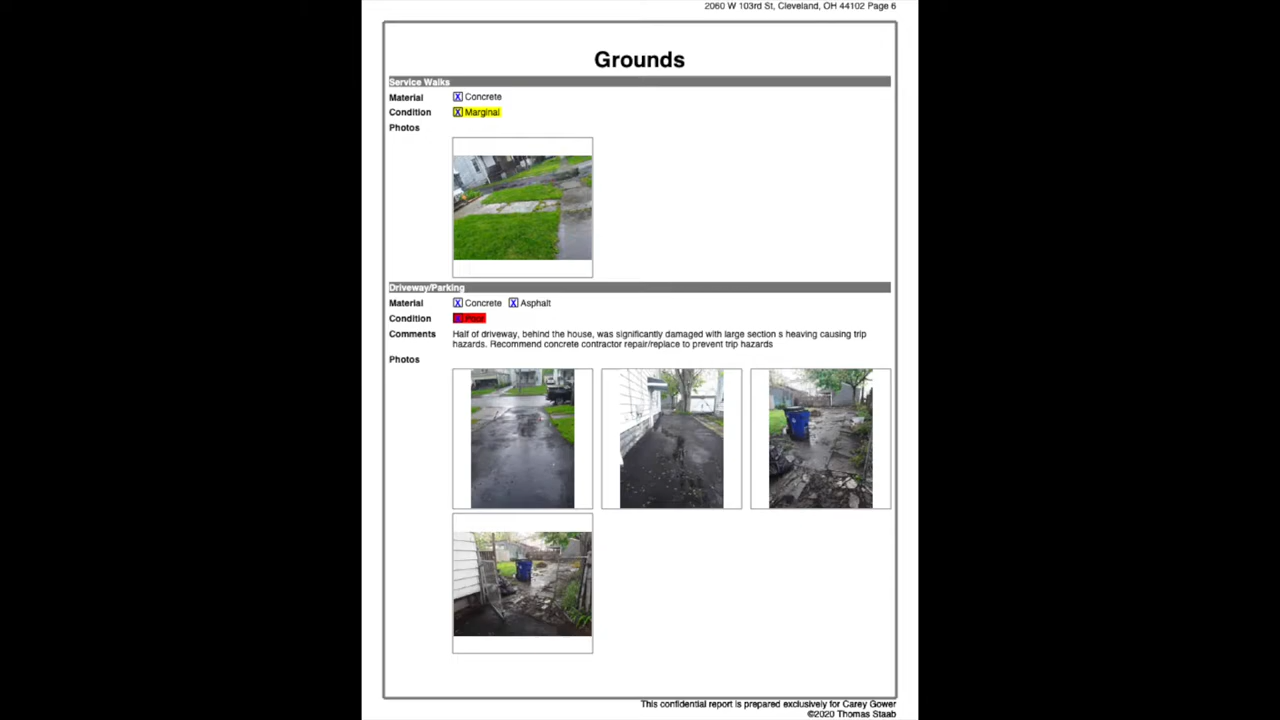 2060 W 103rd St, Cleveland, OH 44102 Page 6
Grounds
Service Walks
Material X Concrete
Condition X Marginal
Photos
Driveway/Parking
Material X Concrete X Asphalt
Condition X Poor
Comments Half of driveway, behind the house, was significantly damaged with large section s heaving causing trip
hazards. Recommend concrete contractor repair/replace to prevent trip hazards
Photos
This confidential report is prepared exclusively for Carey Gower
©2020 Thomas Staab